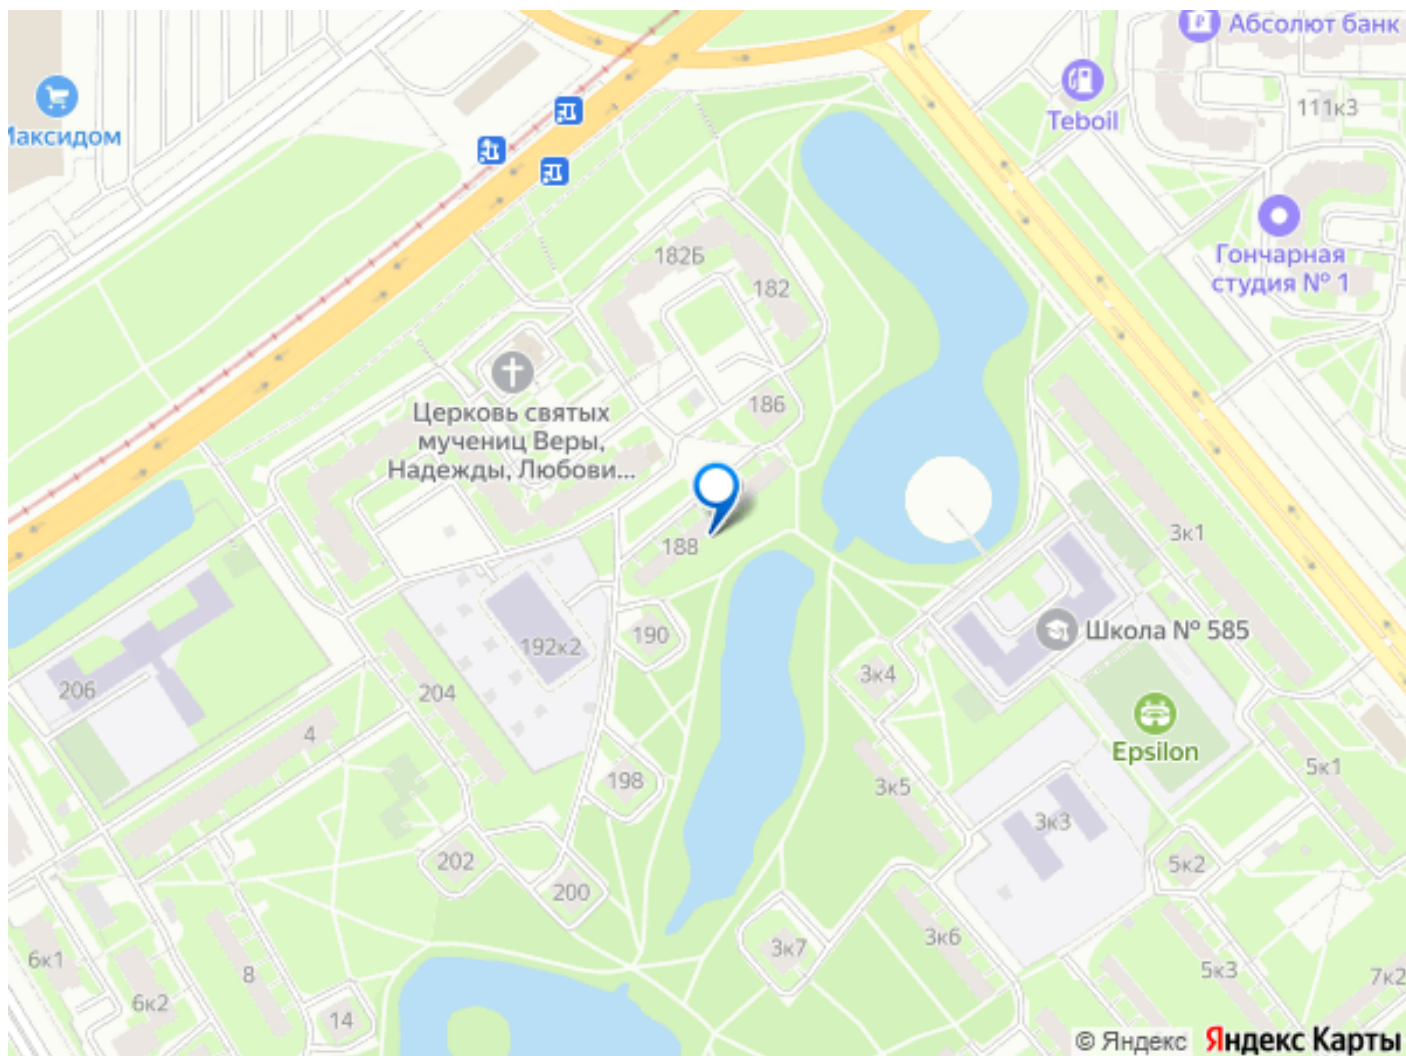 Абсолют банк
Максидом
Teboil
111к3
Гончарная
студия № 1
182Б
182
186
Церковь святых
мучениц Веры,
Надежды, Любови...
188
3к1
190
Школа № 585
192к2
3к4
206
204
4
Epsilon
198
3к5
5к1
3к3
202
200
5к2
3к7
3к6
6к1
8
5к3
7к2
6к2
14
© Яндекс
Яндекс Карты